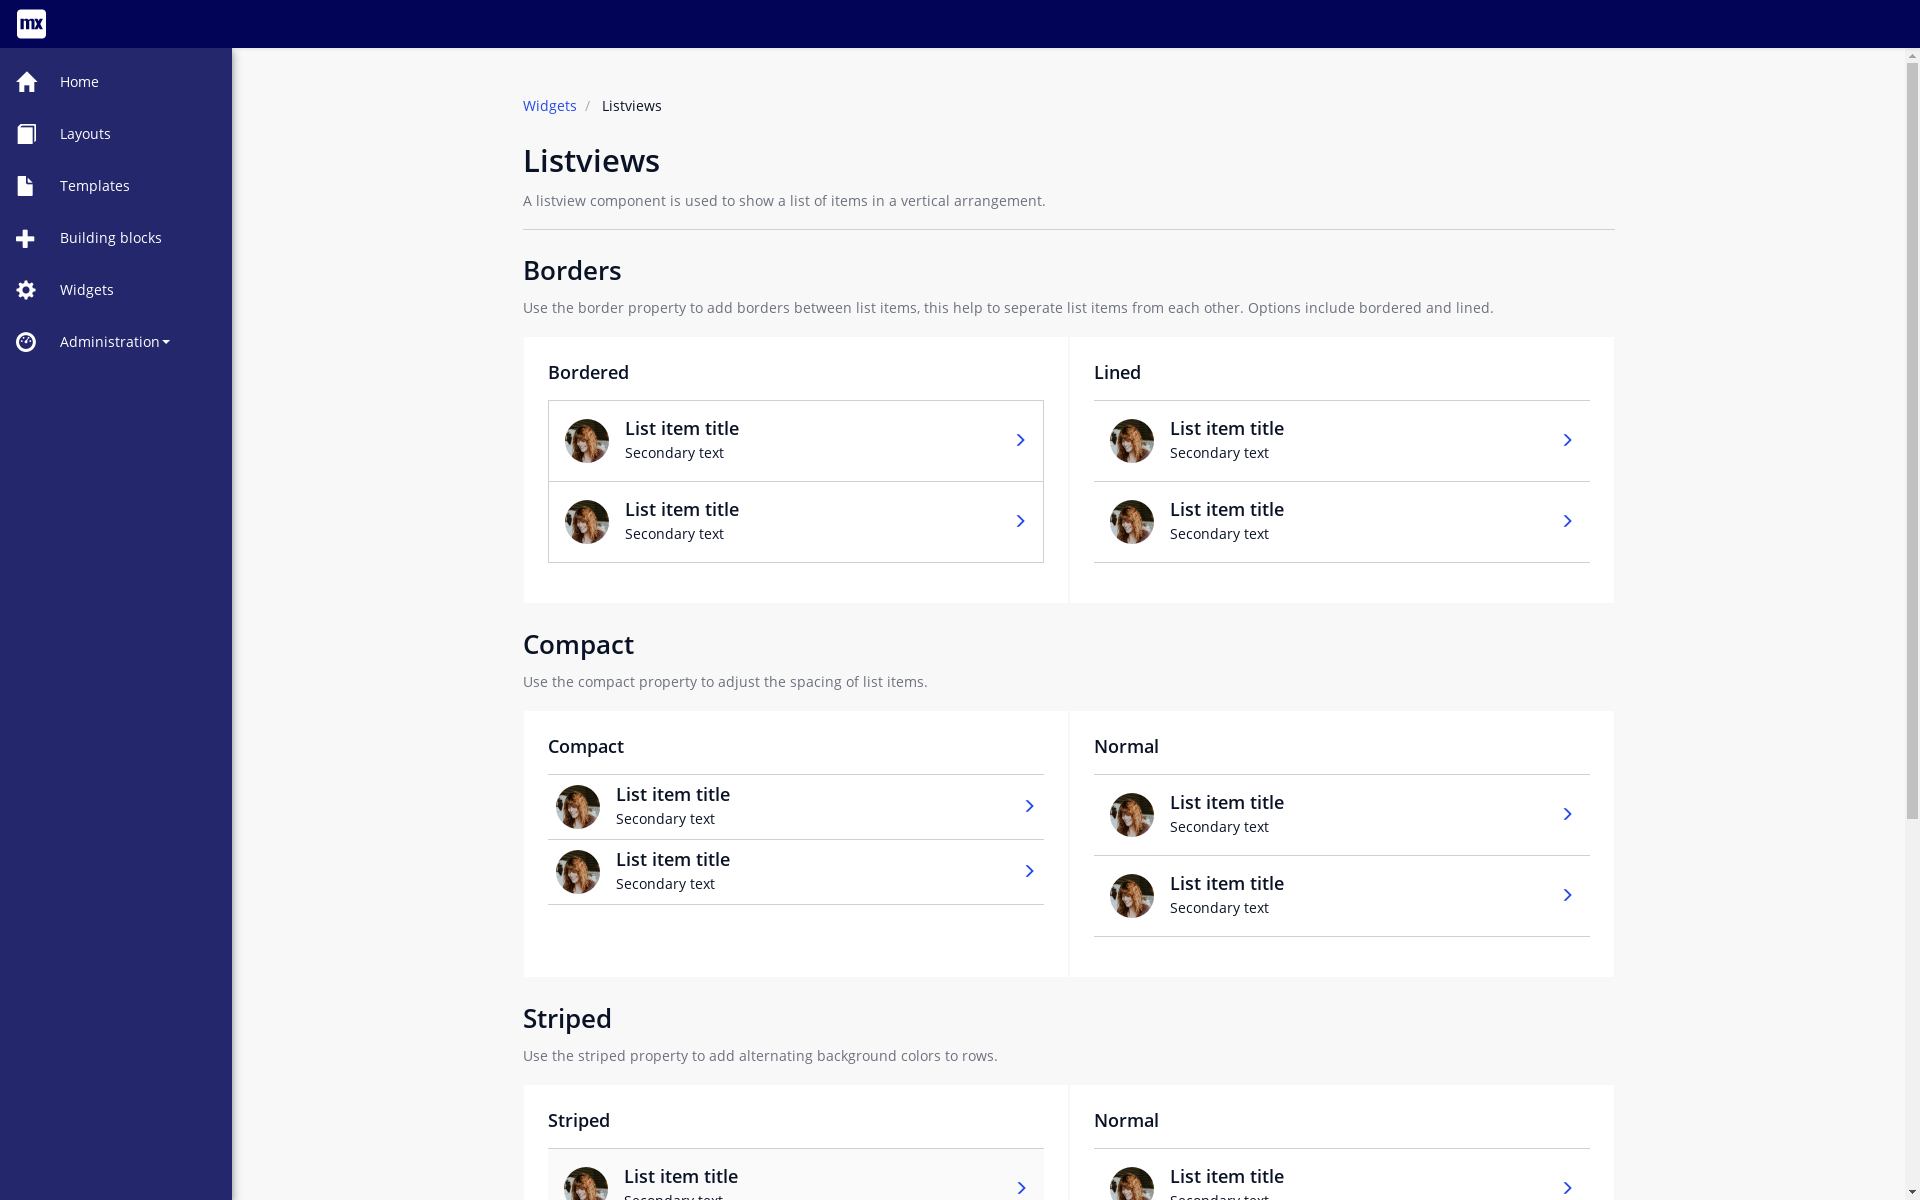 mx
Home
Layouts
Templates
Building blocks
Widgets
Administration
Widgets / Listviews
Listviews
A listview component is used to show a list of items in a vertical arrangement.
Borders
Use the border property to add borders between list items, this help to seperate list items from each other. Options include bordered and lined.
Bordered
List item title
Secondary text
List item title
Secondary text
Lined
List item title
Secondary text
List item title
Secondary text
Compact
Use the compact property to adjust the spacing of list items.
Compact
List item title
Secondary text
List item title
Secondary text
Normal
List item title
Secondary text
List item title
Secondary text
Striped
Use the striped property to add alternating background colors to rows.
Striped
List item title
Secondary text
Normal
List item title
Secondary text